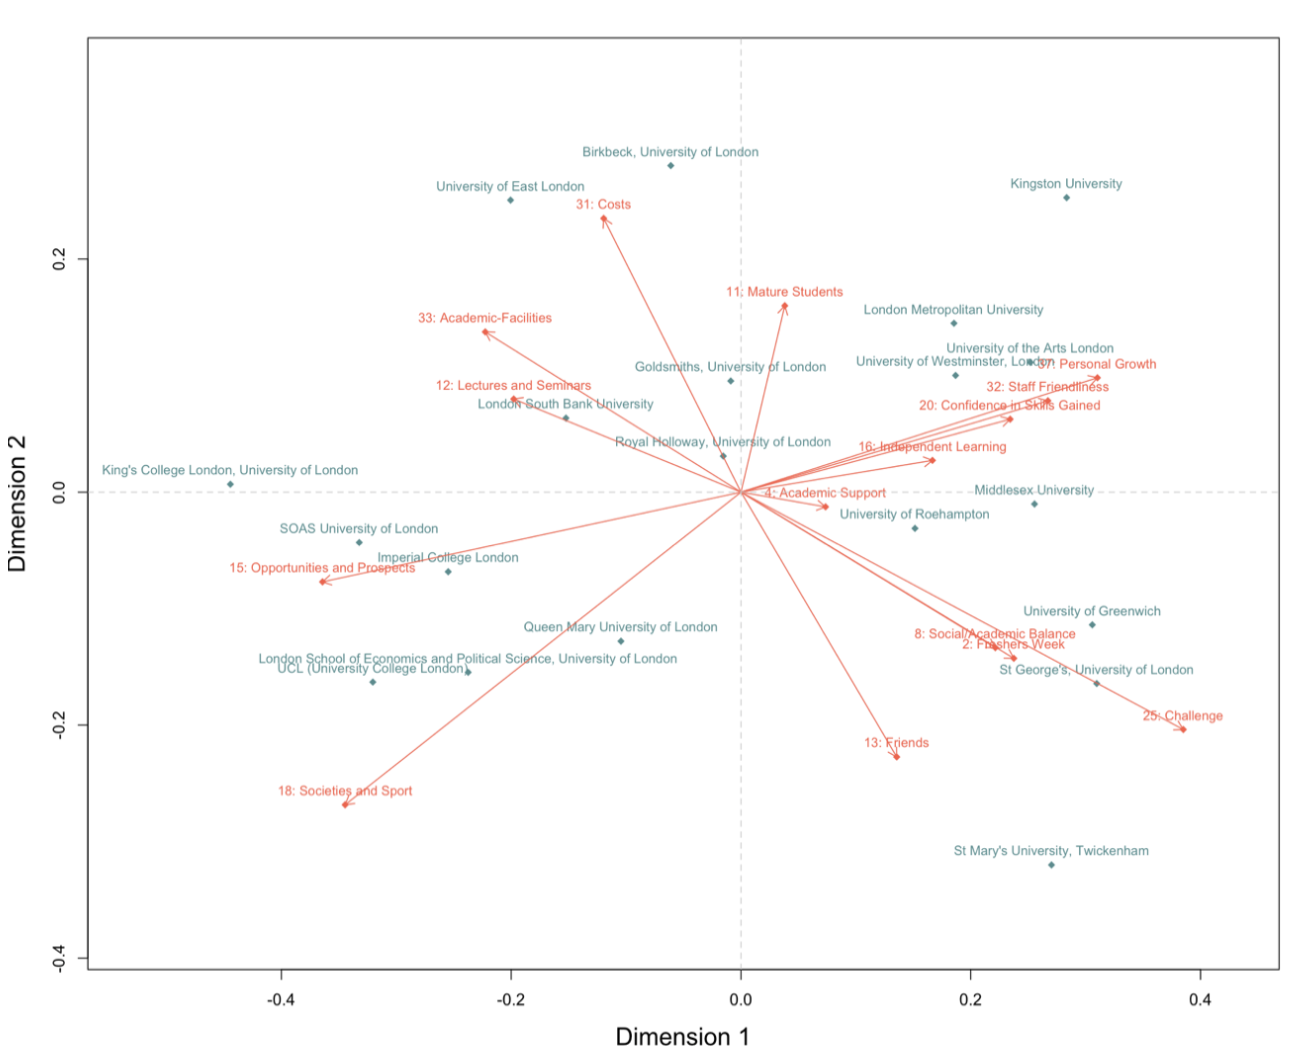 Birkbeck, University of London
Kingston University
University of East London
31: Costs
0.2
11: Mature Students
London Metropolitan University
33: Academic-Facilities
University of the Arts London
University of Westminster, London
37: Personal Growth
Goldsmiths, University of London
12: Lectures and Seminars
32: Staff Friendliness
London South Bank University
20: Confidence in Skills Gained
Royal Holloway, University of London
16: Independent Learning
King's College London, University of London
0.0
4: Academic Support
Middlesex University
University of Roehampton
SOAS University of London
Imperial College London
15: Opportunities and Prospects
University of Greenwich
Queen Mary University of London
8: Social/Academic Balance
2: Freshers Week
London School of Economics and Political Science, University of London
UCL (University College London)
St George's, University of London
25: Challenge
-0.2
13: Friends
18: Societies and Sport
St Mary's University, Twickenham
-0.4
Dimension 2
-0.4
-0.2
0.0
0.2
0.4
Dimension 1